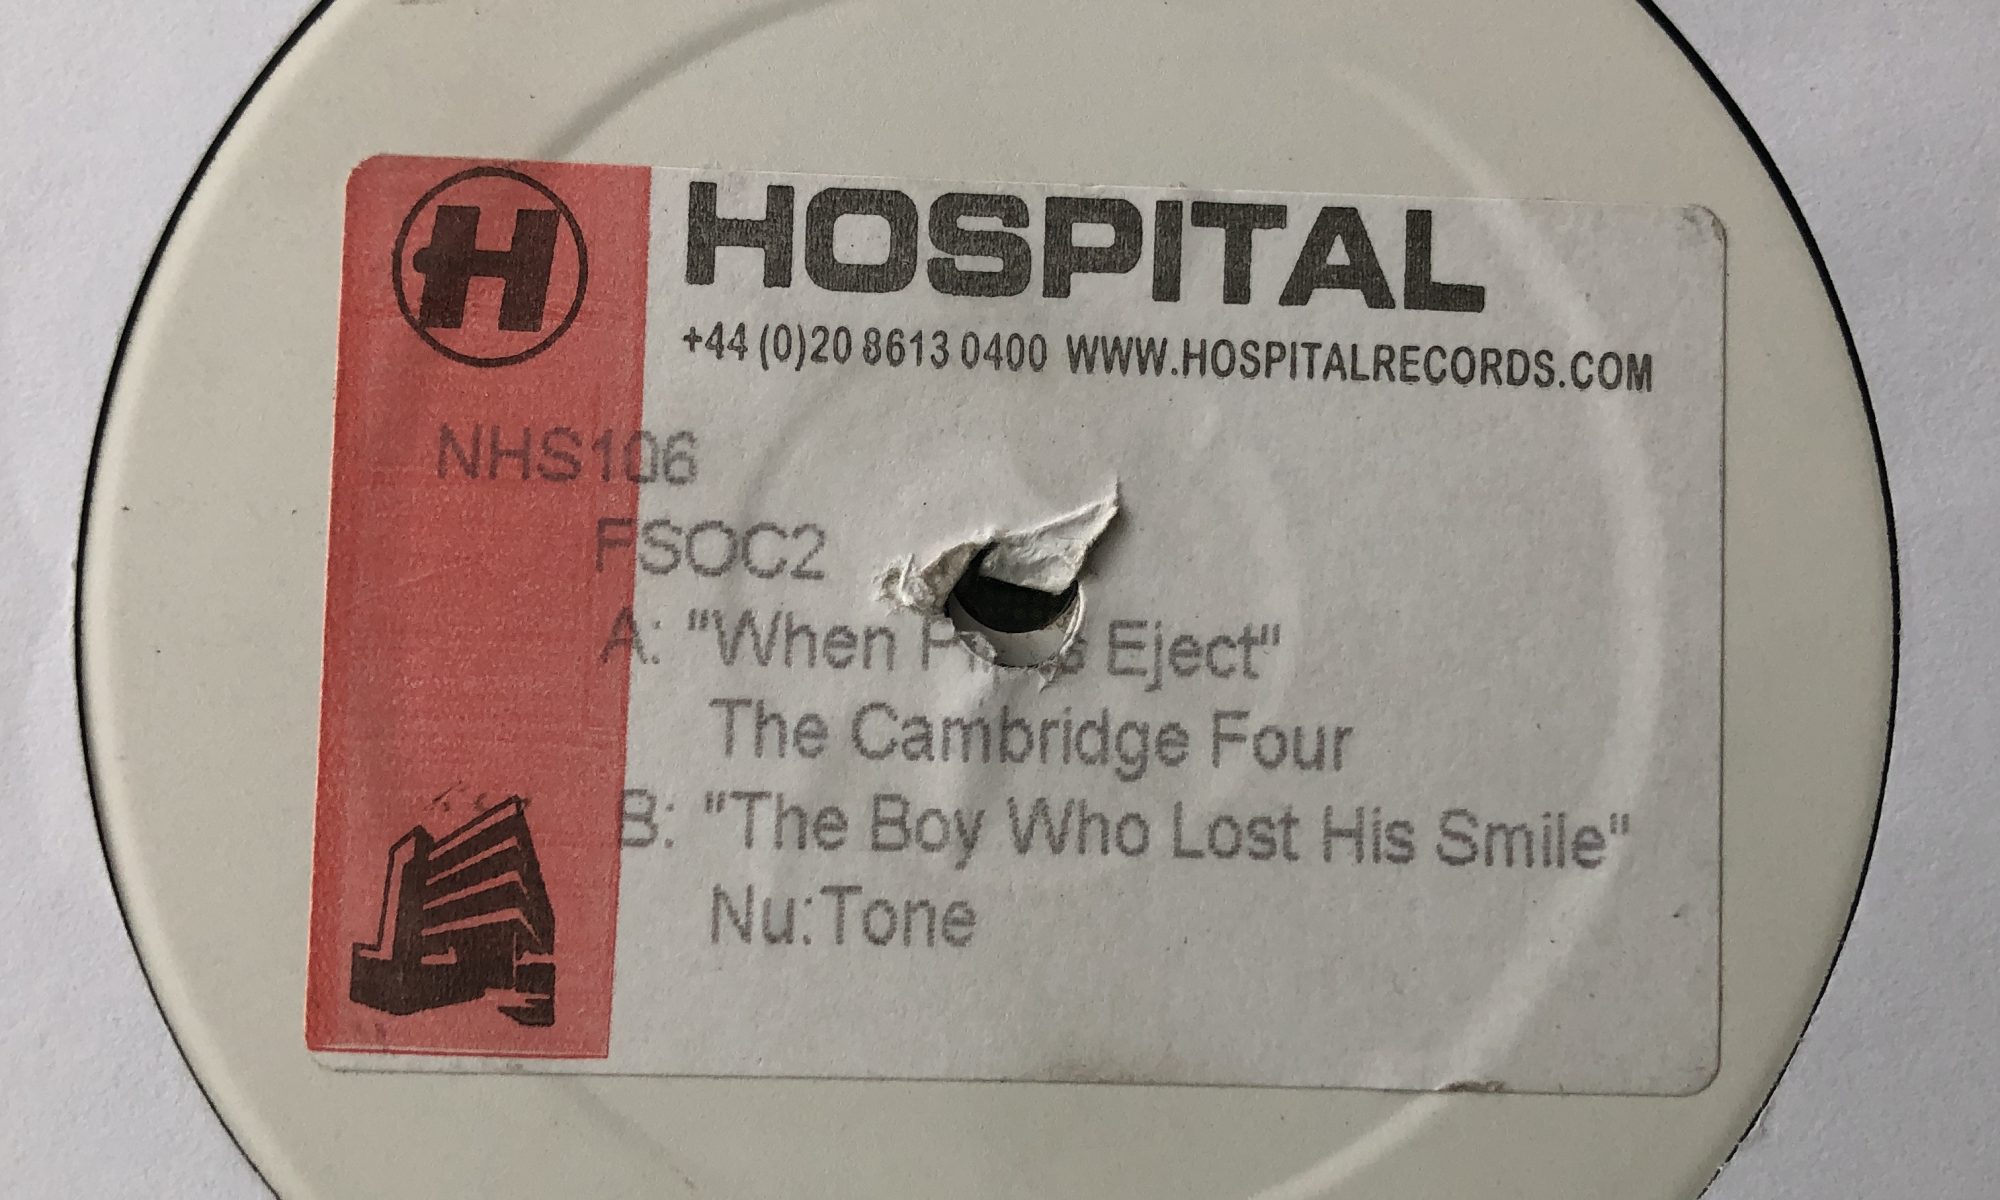 H
HOSPITAL
+44 (0)20 8613 0400 WWW.HOSPITALRECORDS.COM
NHS106
FSOC2
A: "When Eject"
The Cambridge Four
B: "The Boy Who Lost His Smile"
Nu:Tone